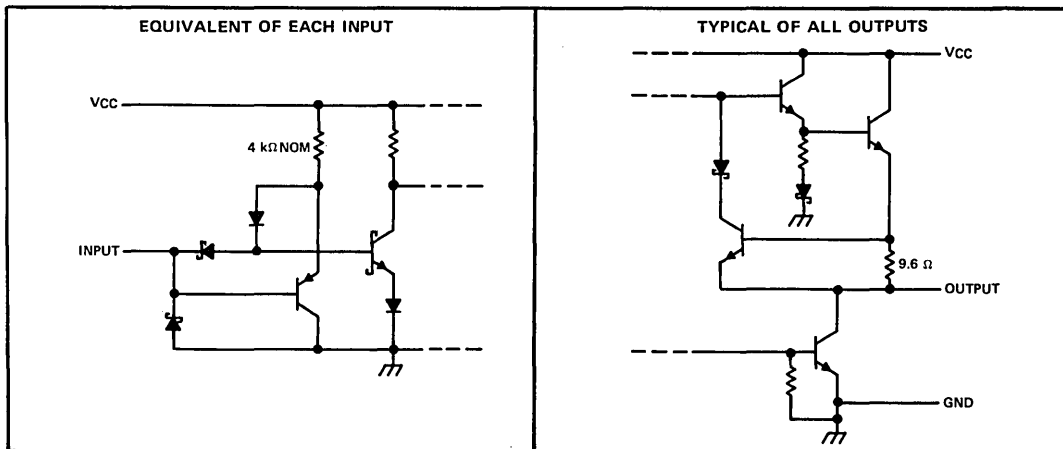 EQUIVALENT OF EACH INPUT
VCC
4 kΩ NOM
INPUT
TYPICAL OF ALL OUTPUTS
VCC
9.6 Ω
OUTPUT
GND